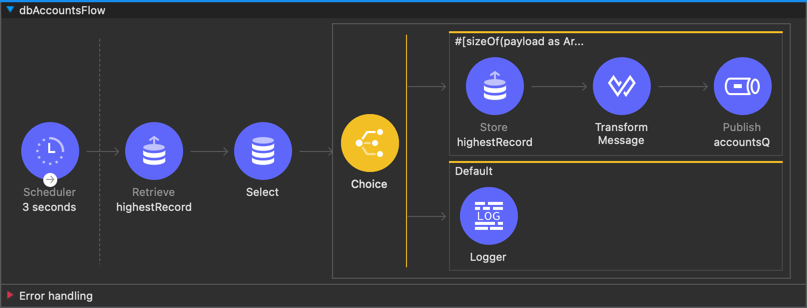 dbAccountsFlow
#[sizeOf(payload as Ar...
Scheduler
3 seconds
Retrieve
highestRecord
Select
Choice
Store
highestRecord
Transform
Message
Publish
accountsQ
Default
LOG
Logger
Error handling